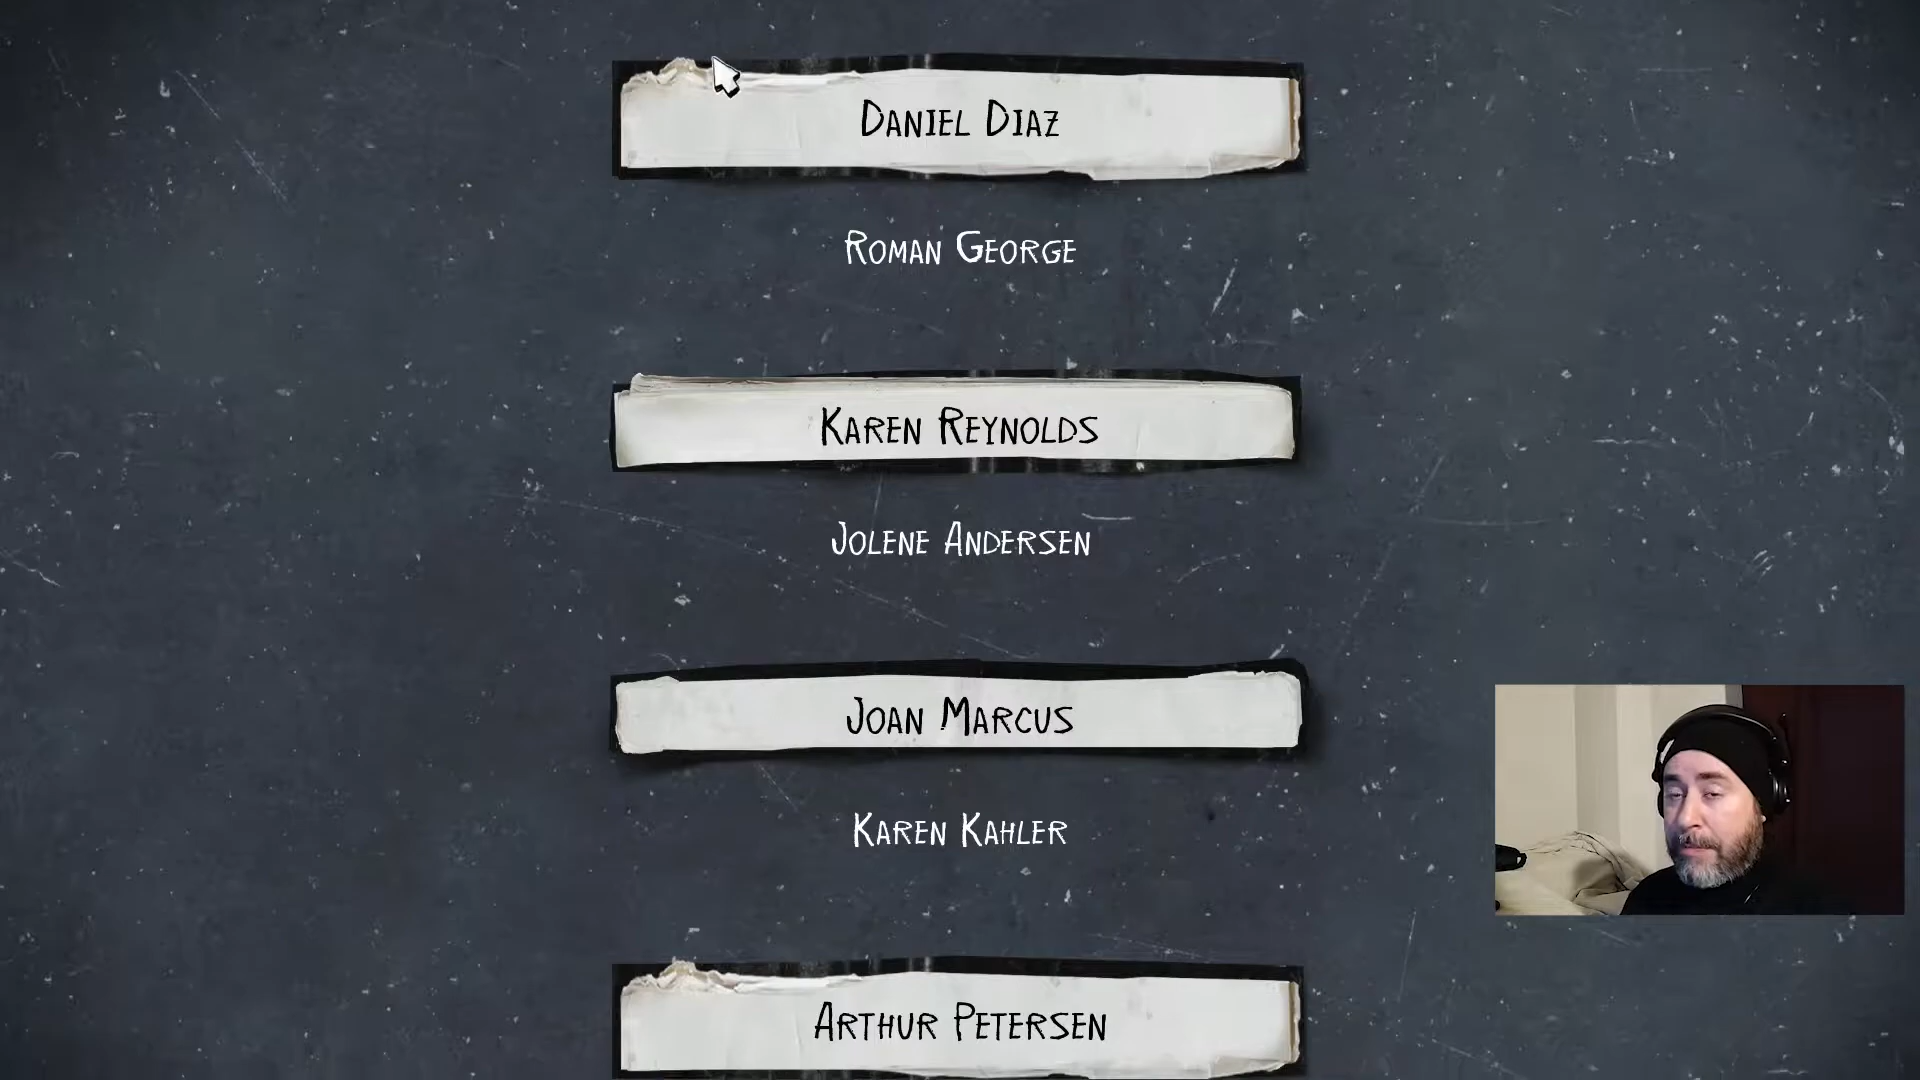 Daniel Diaz
Roman George
Karen Reynolds
Jolene Andersen
Joan Marcus
Karen Kahler
Arthur Petersen